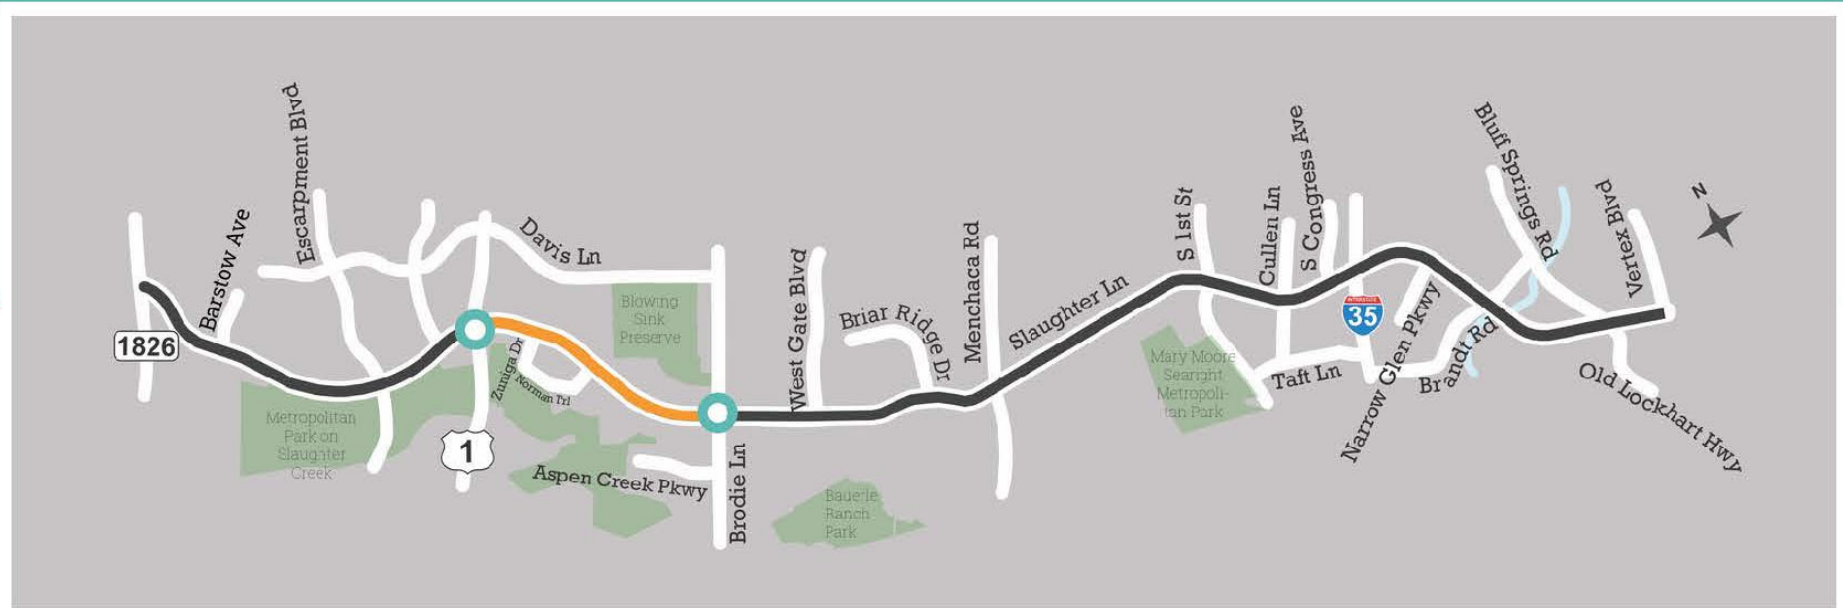 Escarpment Blvd
Barstow Ave
1826
Davis Ln
Zuniga Dr
Norman Trl
1
Metropolitan
Park on
Slaughter
Creek
Blowing
Sink
Preserve
Aspen Creek Pkwy
Brodie Ln
West Gate Blvd
Briar Ridge Dr
Menchaca Rd
Bauerle
Ranch
Park
Slaughter Ln
S 1st St
Mary Moore
Searight
Metropoli-
tan Park
Cullen Ln
S Congress Ave
INTERSTATE
35
Taft Ln
Narrow Glen Pkwy
Brandt Rd
Bluff Springs Rd
Vertex Blvd
Old Lockhart Hwy
N